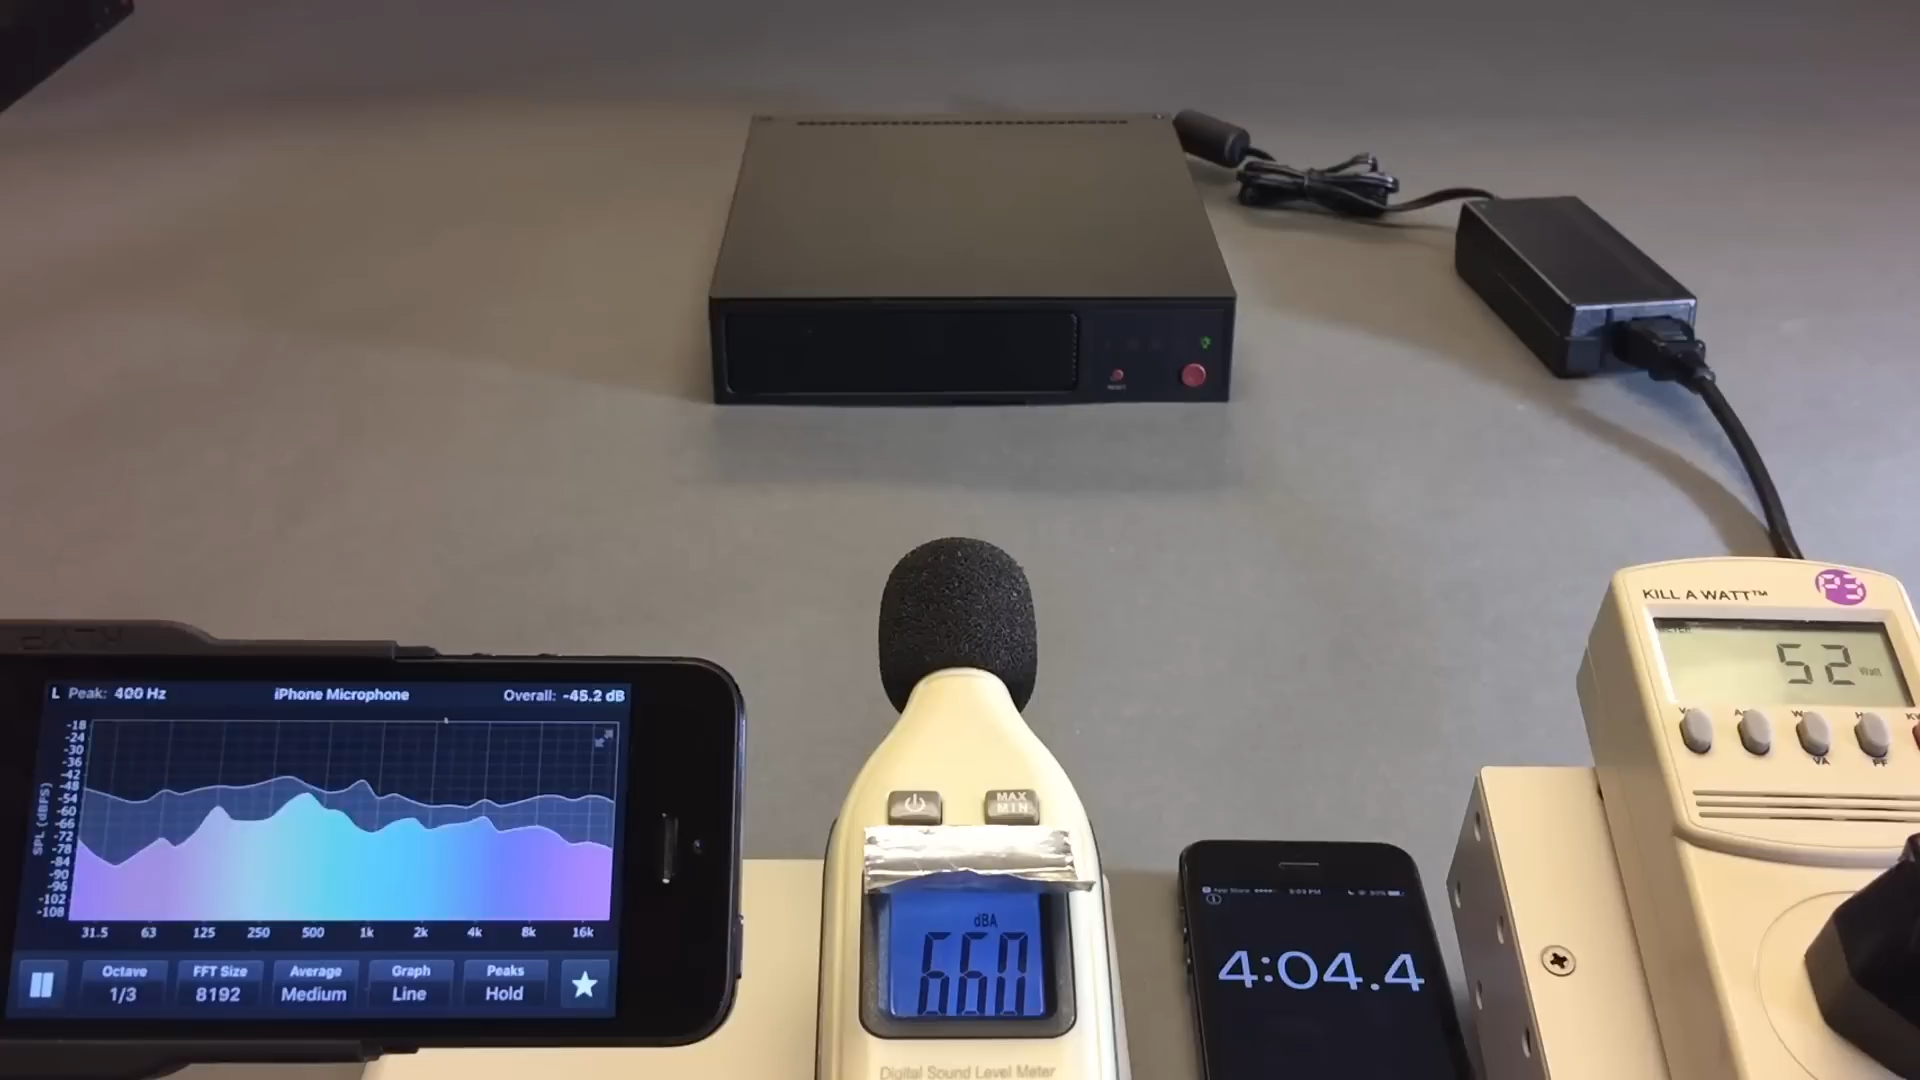 RESET
KILL A WATT™
P3
52 Watt
L Peak: 400 Hz
iPhone Microphone
Overall: -45.2 dB
-18
-24
-30
-36
-42
-48
-54
-60
-66
-72
-78
-84
-90
-96
-102
-108
SPL (dBFS)
31.5 63 125 250 500 1k 2k 4k 8k 16k
Octave
1/3
FFT Size
8192
Average
Medium
Graph
Line
Peaks
Hold
MAX
MIN
VA
PF
dBA
660
4:04.4
Digital Sound Level Meter